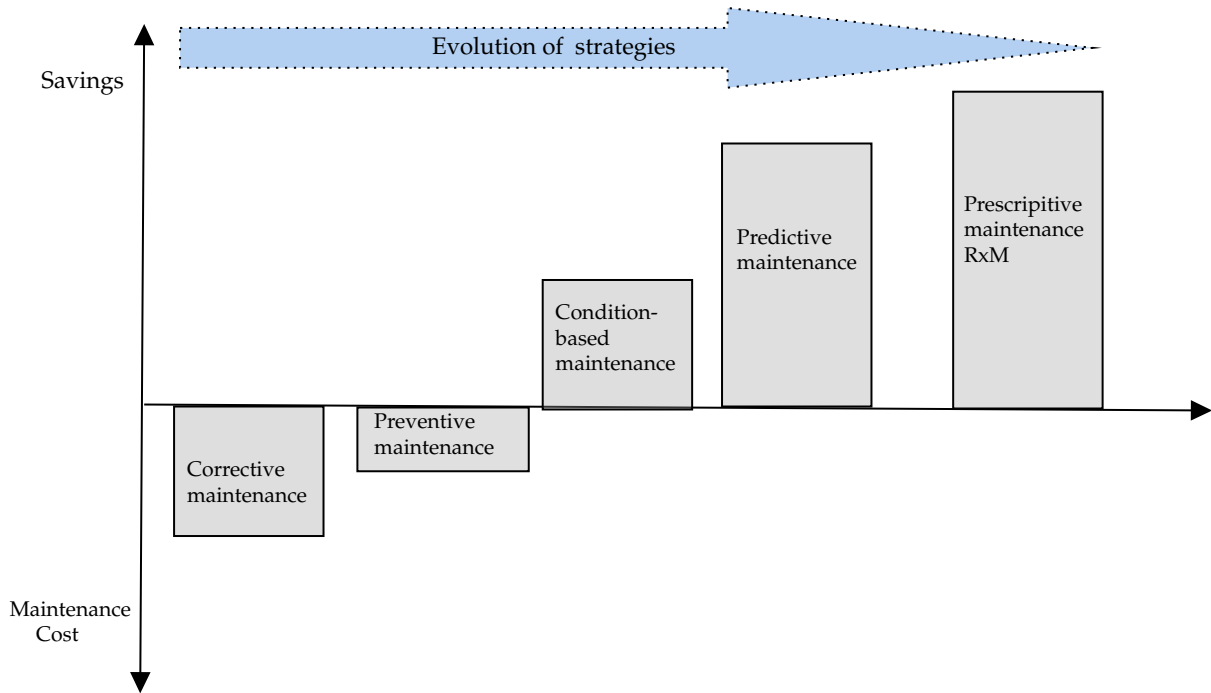 Evolution of  strategies
Savings
Prescripitive
maintenance
RxM
Predictive
maintenance
Condition-
based
maintenance
Preventive
maintenance
Corrective
maintenance
Maintenance
Cost